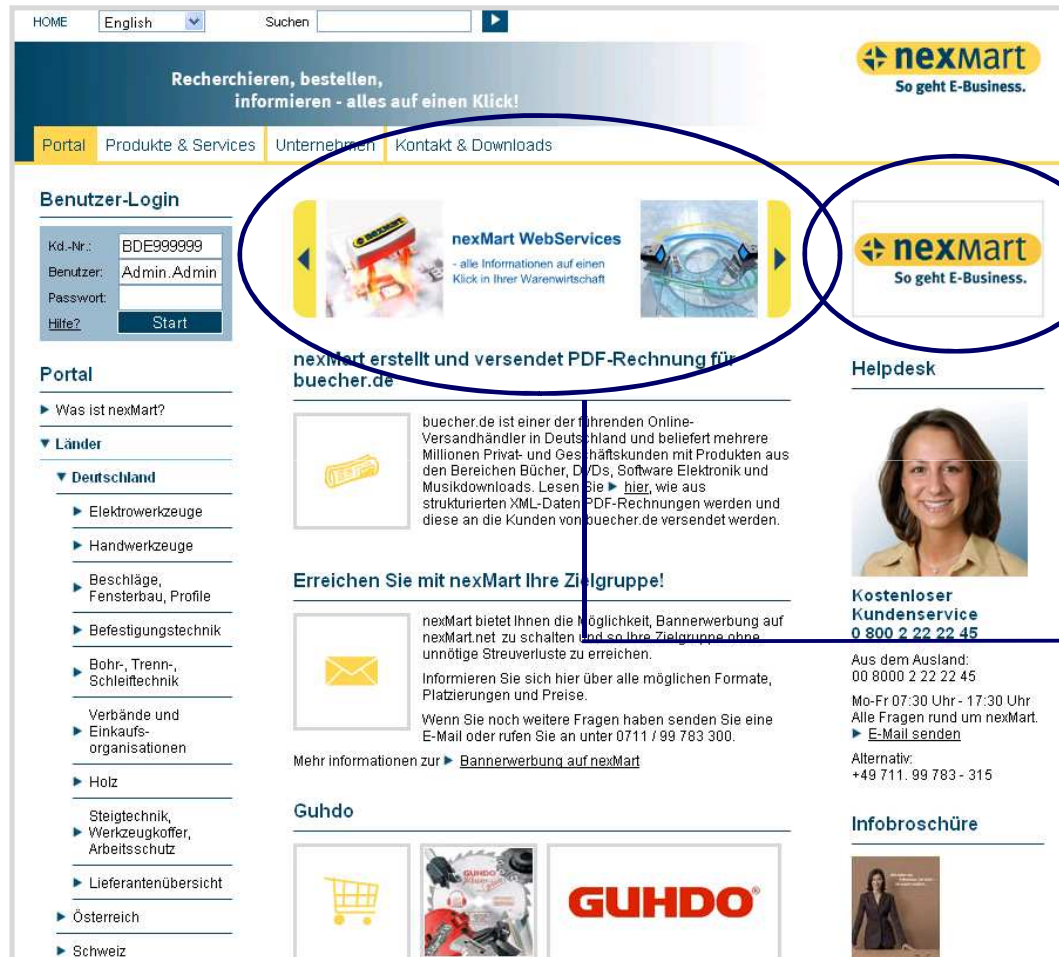 HOME
English
Suchen
Recherchieren, bestellen,
informieren - alles auf einen Klick!
nexMart
So geht E-Business.
Portal
Produkte & Services
Unternehmen
Kontakt & Downloads
Benutzer-Login
Kd.-Nr.: BDE999999
Benutzer: Admin.Admin
Passwort:
Hilfe? Start
Portal
Was ist nexMart?
Länder
Deutschland
Elektrowerkzeuge
Handwerkzeuge
Beschläge,
Fensterbau, Profile
Befestigungstechnik
Bohr-, Trenn-,
Schleiftechnik
Verbände und
Einkaufs-
organisationen
Holz
Steigtechnik,
Werkzeugkoffer,
Arbeitsschutz
Lieferantenübersicht
Österreich
Schweiz
nexMart
nexMart WebServices
- alle Informationen auf einen
Klick in Ihrer Warenwirtschaft
nexMart erstellt und versendet PDF-Rechnung für
buecher.de
buecher.de ist einer der führenden Online-
Versandhändler in Deutschland und beliefert mehrere
Millionen Privat- und Geschäftskunden mit Produkten aus
den Bereichen Bücher, DVDs, Software Elektronik und
Musikdownloads. Lesen Sie hier, wie aus
strukturierten XML-Daten PDF-Rechnungen werden und
diese an die Kunden von buecher.de versendet werden.
Erreichen Sie mit nexMart Ihre Zielgruppe!
nexMart bietet Ihnen die Möglichkeit, Bannerwerbung auf
nexMart.net zu schalten und so Ihre Zielgruppe ohne
unnötige Streuverluste zu erreichen.
Informieren Sie sich hier über alle möglichen Formate,
Platzierungen und Preise.
Wenn Sie noch weitere Fragen haben senden Sie eine
E-Mail oder rufen Sie an unter 0711 / 99 783 300.
Mehr informationen zur Bannerwerbung auf nexMart
Guhdo
GUHDO
GUHDO®
nexMart
So geht E-Business.
Helpdesk
Kostenloser
Kundenservice
0 800 2 22 22 45
Aus dem Ausland:
00 8000 2 22 22 45
Mo-Fr 07:30 Uhr - 17:30 Uhr
Alle Fragen rund um nexMart.
E-Mail senden
Alternativ:
+49 711. 99 783 - 315
Infobroschüre